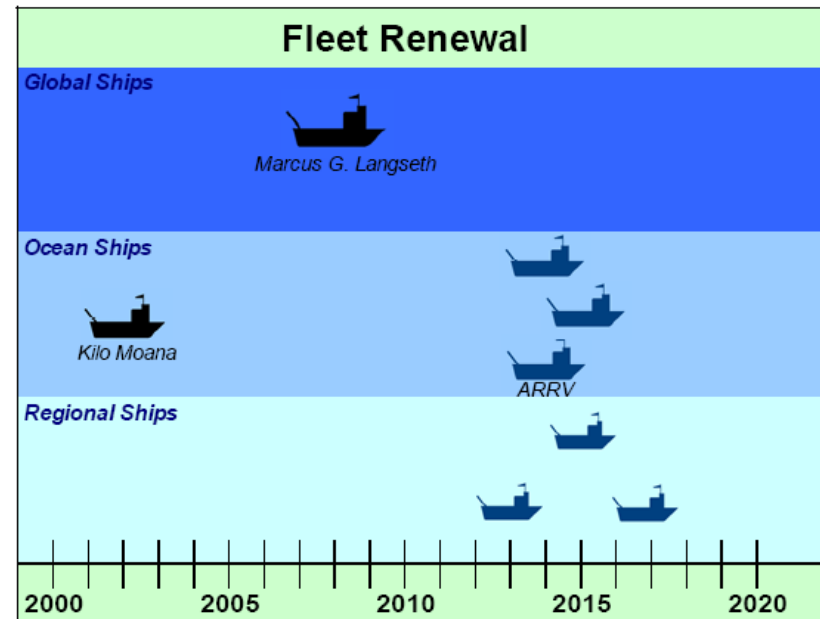 Fleet Renewal
Global Ships
Marcus G. Langseth
Ocean Ships
Kilo Moana
ARRV
Regional Ships
2000 2005 2010 2015 2020